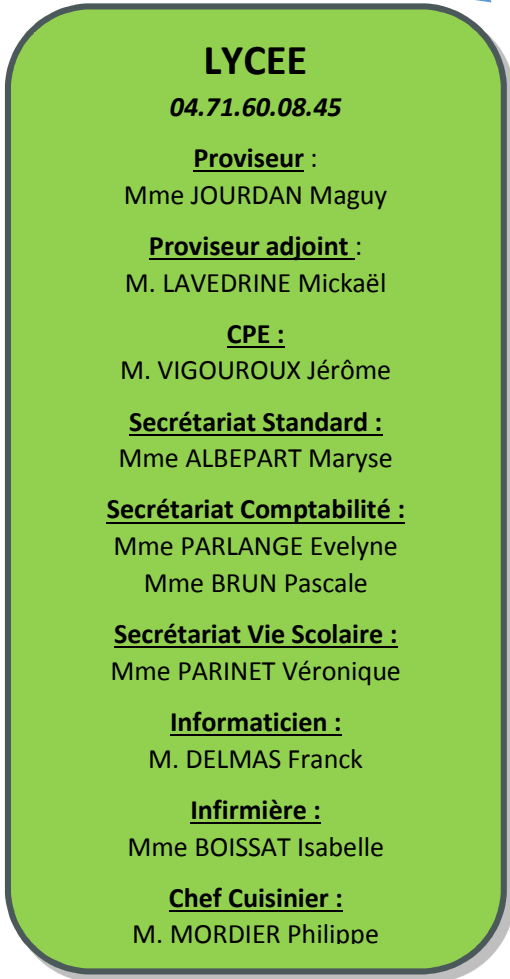 LYCEE
04.71.60.08.45
Proviseur :
Mme JOURDAN Maguy
Proviseur adjoint :
M. LAVEDRINE Mickaël
CPE :
M. VIGOUROUX Jérôme
Secrétariat Standard :
Mme ALBEPART Maryse
Secrétariat Comptabilité :
Mme PARLANGE Evelyne
Mme BRUN Pascale
Secrétariat Vie Scolaire :
Mme PARINET Véronique
Informaticien :
M. DELMAS Franck
Infirmière :
Mme BOISSAT Isabelle
Chef Cuisinier :
M. MORDIER Philippe